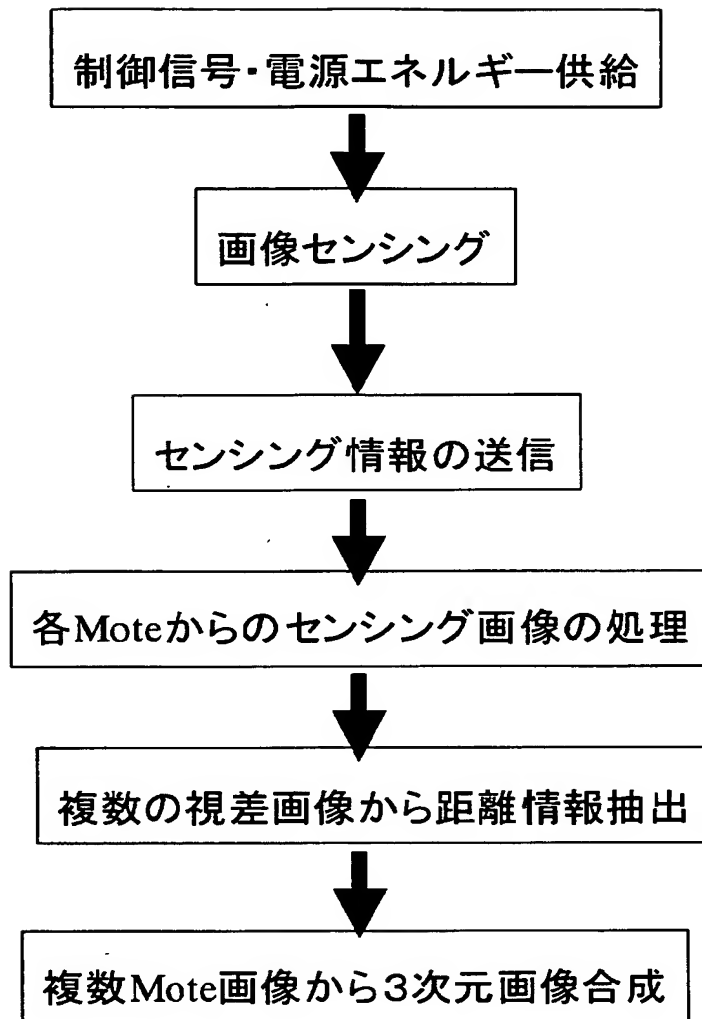 制御信号・電源エネルギー供給
画像センシング
センシング情報の送信
各Moteからのセンシング画像の処理
複数の視差画像から距離情報抽出
複数Mote画像から3次元画像合成